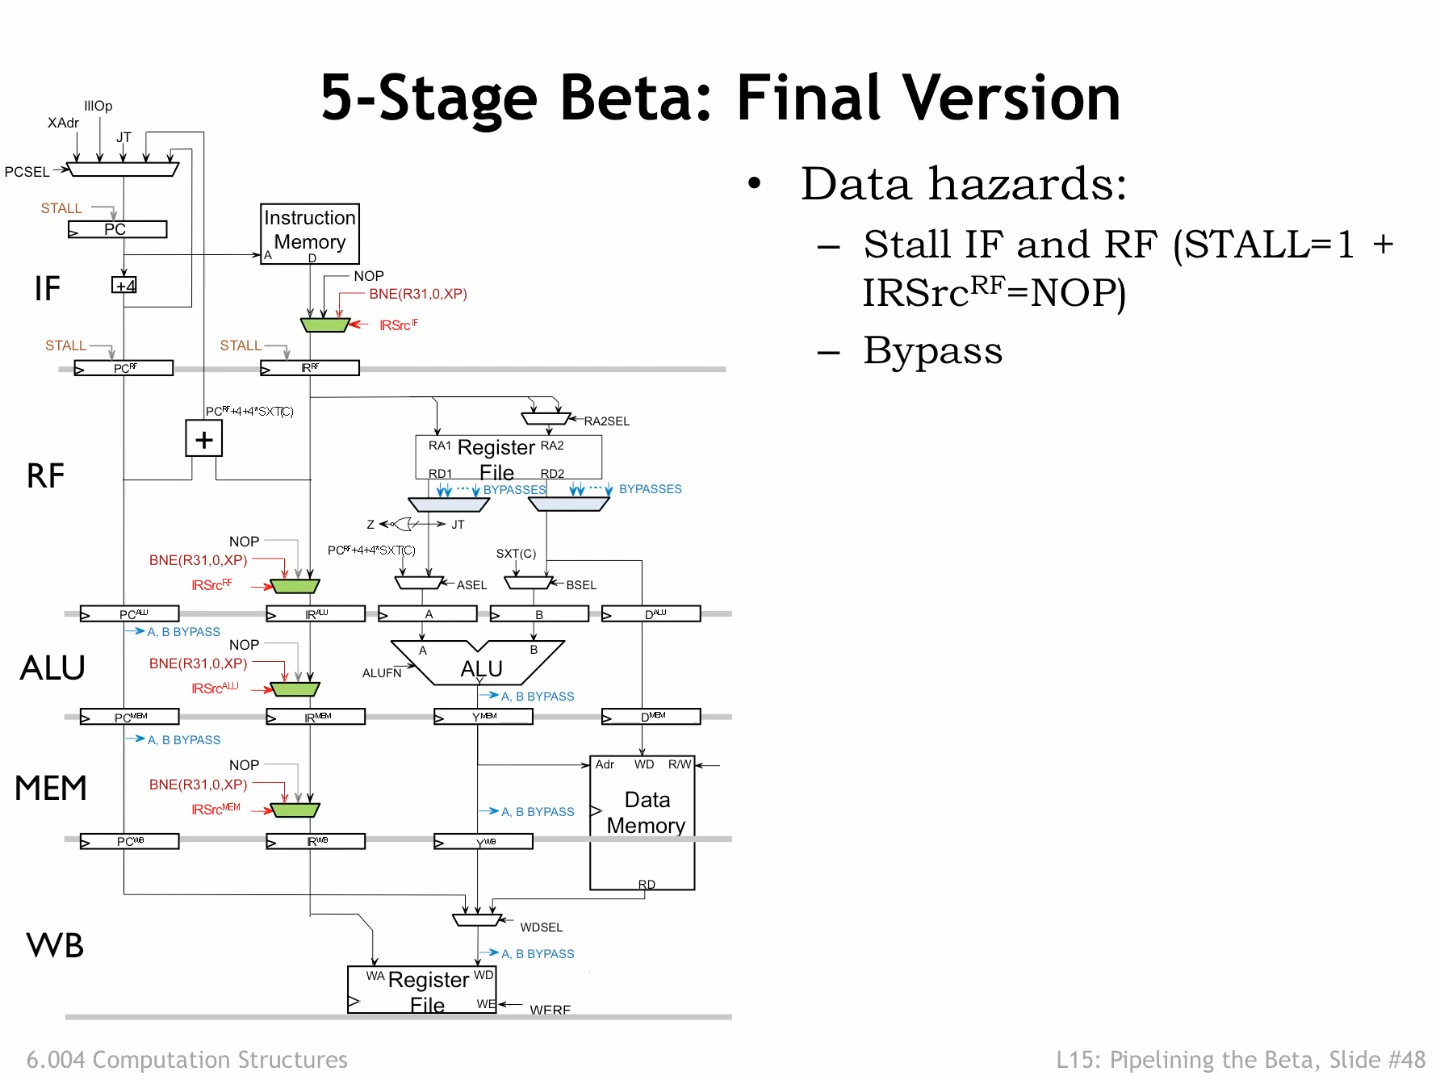 5-Stage Beta: Final Version
IllOp
XAdr
JT
PCSEL
STALL
PC
Instruction
Memory
A
D
IF
+4
NOP
BNE(R31,0,XP)
IRSrcIF
STALL
STALL
PCRF
IRRF
PCRF+4+4*SXT(C)
+
RA2SEL
RA1
Register
RA2
RD1
File
RD2
RF
BYPASSES
BYPASSES
Z
JT
NOP
PCRF+4+4*SXT(C)
SXT(C)
BNE(R31,0,XP)
IRSrcRF
ASEL
BSEL
PCALU
IRALU
A
B
DALU
A, B BYPASS
NOP
A
B
BNE(R31,0,XP)
ALU
ALUFN
ALU
Y
IRSrcALU
A, B BYPASS
PCMEM
IRMEM
YMEM
DMEM
A, B BYPASS
NOP
Adr
WD
R/W
BNE(R31,0,XP)
MEM
Data
Memory
IRSrcMEM
A, B BYPASS
PCWB
IRWB
YWB
RD
WDSEL
WB
A, B BYPASS
WA
Register
WD
File
WE
WERF
• Data hazards:
– Stall IF and RF (STALL=1 +
IRSrcRF=NOP)
– Bypass
6.004 Computation Structures
L15: Pipelining the Beta, Slide #48